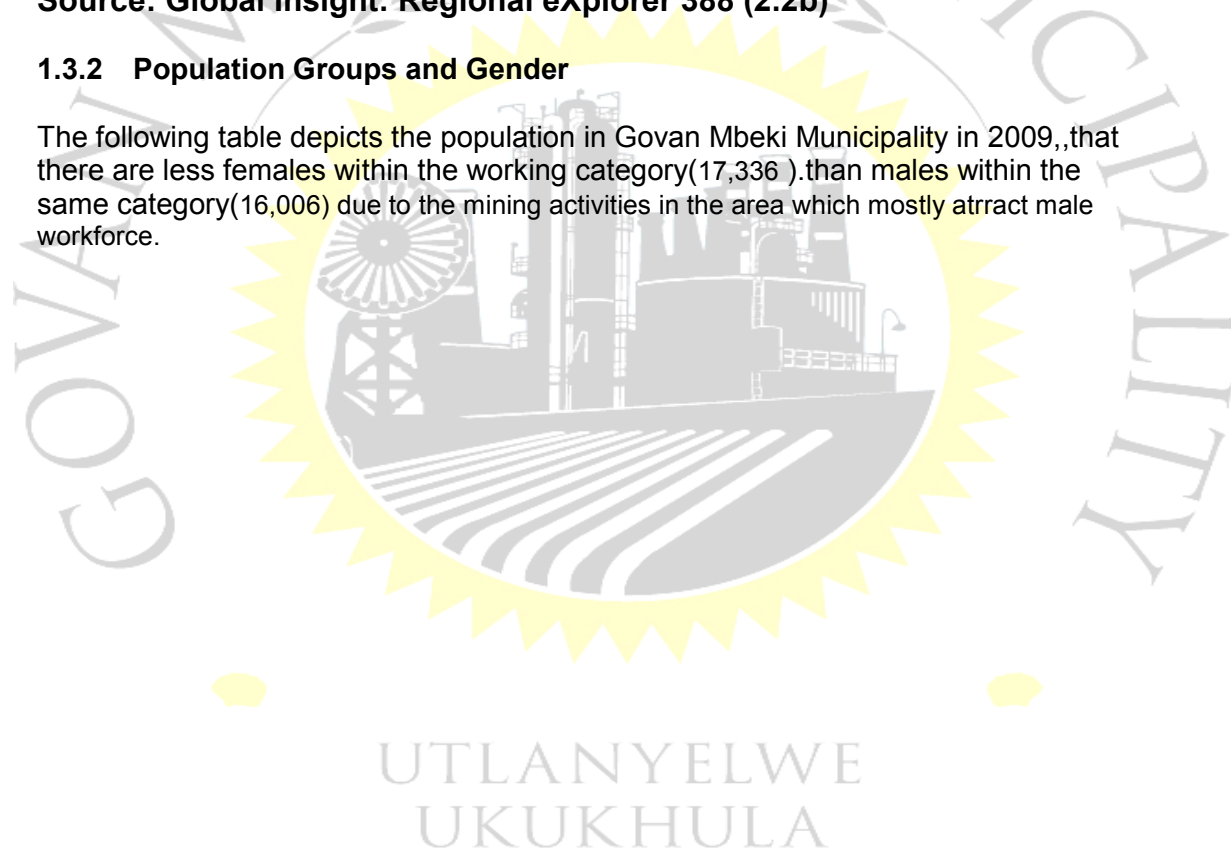 Source: Global Insight: Regional eXplorer 388 (2.2b)
1.3.2 Population Groups and Gender
The following table depicts the population in Govan Mbeki Municipality in 2009,,that
there are less females within the working category(17,336 ).than males within the
same category(16,006) due to the mining activities in the area which mostly atrract male
workforce.
GOVAN M
ICIPALITY
UTLANYELWE
UKUKHULA